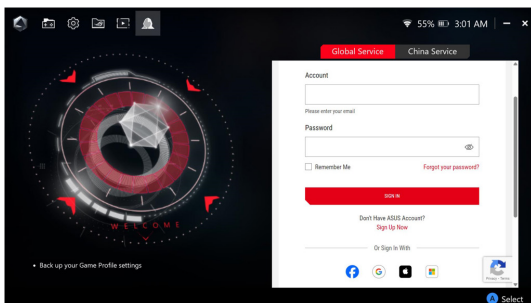 55% 3:01 AM
Global Service China Service
Account
Please enter your email
Password
Remember Me Forgot your password?
SIGN IN
Don't Have ASUS Account?
Sign Up Now
Or Sign In With
WELCOME
• Back up your Game Profile settings
Privacy - Terms
A Select